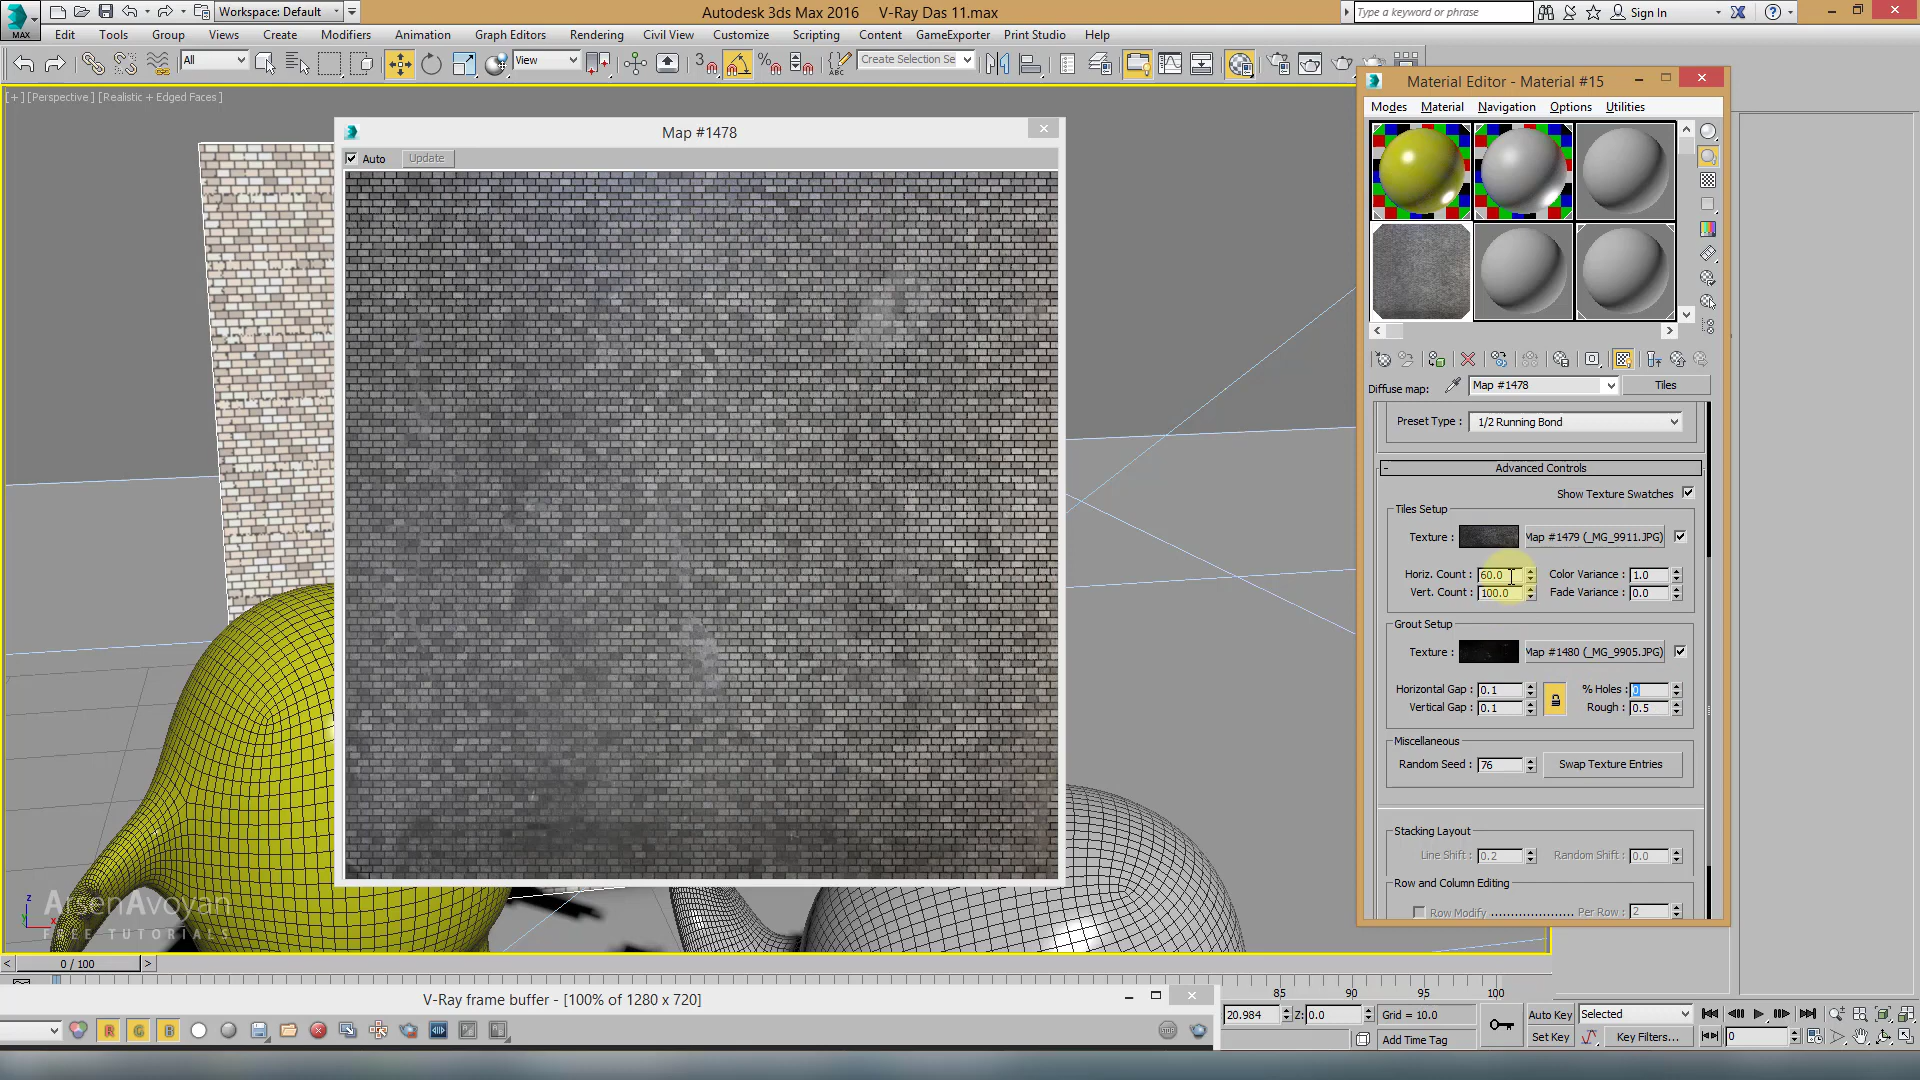 Workspace: Default
Autodesk 3ds Max 2016 V-Ray Das 11.max
Type a keyword or phrase
Sign In
MAX
Edit Tools Group Views Create Modifiers Animation Graph Editors Rendering Civil View Customize Scripting Content GameExporter Print Studio Help
All
View
3
%
ABC
Create Selection Se
[+] [Perspective] [Realistic + Edged Faces]
Map #1478
Auto
Update
Material Editor - Material #15
Modes Material Navigation Options Utilities
Diffuse map: Map #1478 Tiles
Preset Type : 1/2 Running Bond
- Advanced Controls
Show Texture Swatches
Tiles Setup
Texture : Map #1479 (_MG_9911.JPG)
Horiz. Count : 60.0 Color Variance : 1.0
Vert. Count : 100.0 Fade Variance : 0.0
Grout Setup
Texture : Map #1480 (_MG_9905.JPG)
Horizontal Gap : 0.1 % Holes : 0
Vertical Gap : 0.1 Rough : 0.5
Miscellaneous
Random Seed : 76 Swap Texture Entries
Stacking Layout
Line Shift : 0.2 Random Shift : 0.0
Row and Column Editing
Row Modify Per Row : 2
z
x
ArsenAvoyan
FREE TUTORIALS
< 0 / 100 >
85 90 95 100
V-Ray frame buffer - [100% of 1280 x 720]
R G B
STOP
20.984 Z: 0.0 Grid = 10.0
Add Time Tag
Auto Key Selected
Set Key Key Filters...
0